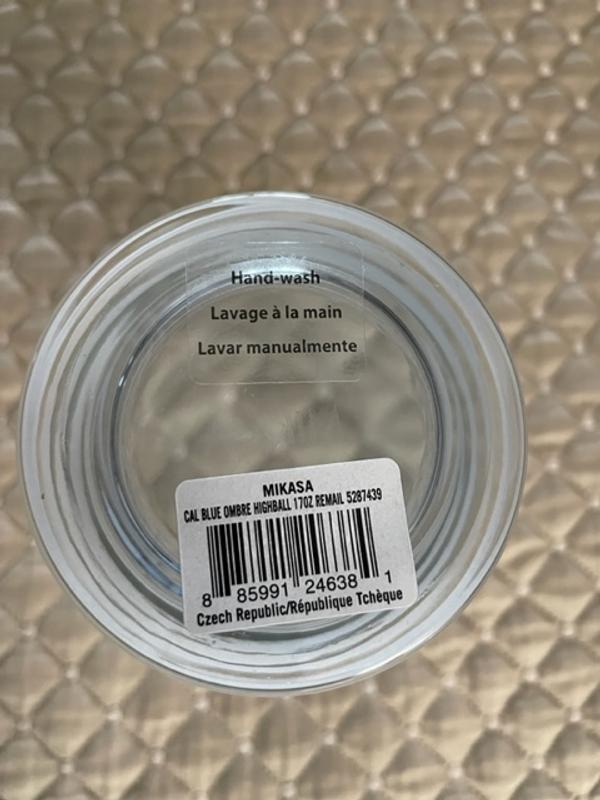 Hand-wash
Lavage à la main
Lavar manualmente
MIKASA
CAL BLUE OMBRE HIGHBALL 17OZ REMAIL 5287439
8 85991 24638 1
Czech Republic/République Tchèque